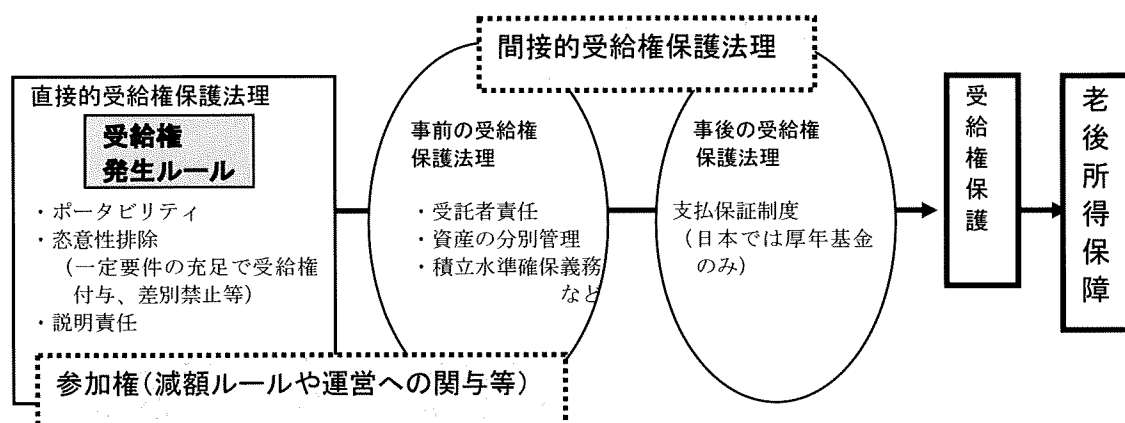 間接的受給権保護法理
直接的受給権保護法理
受給権
発生ルール
・ポータビリティ
・恣意性排除
(一定要件の充足で受給権
付与、差別禁止等)
・説明責任
事前の受給権
保護法理
・受託者責任
・資産の分別管理
・積立水準確保義務
など
事後の受給権
保護法理
支払保証制度
(日本では厚年基金
のみ)
受給権保護
老後所得保障
参加権(減額ルールや運営への関与等)